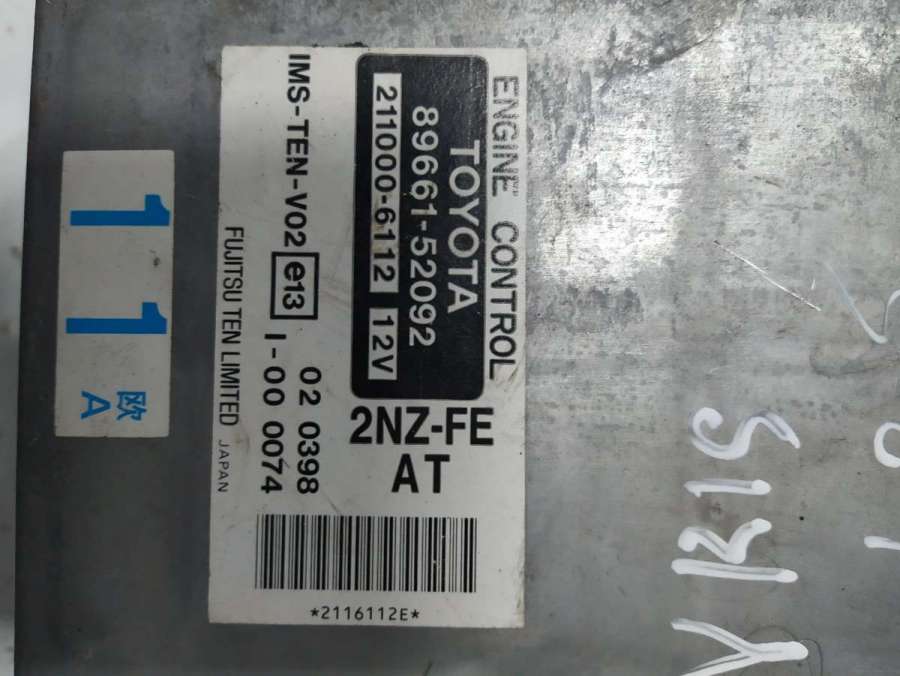 ENGINE CONTROL
TOYOTA
89661-52092
211000-6112 12V
2NZ-FE
AT
IMS-TEN-V02 e13 02 0398
I-00 0074
FUJITSU TEN LIMITED JAPAN
*2116112E*
11
欧
A